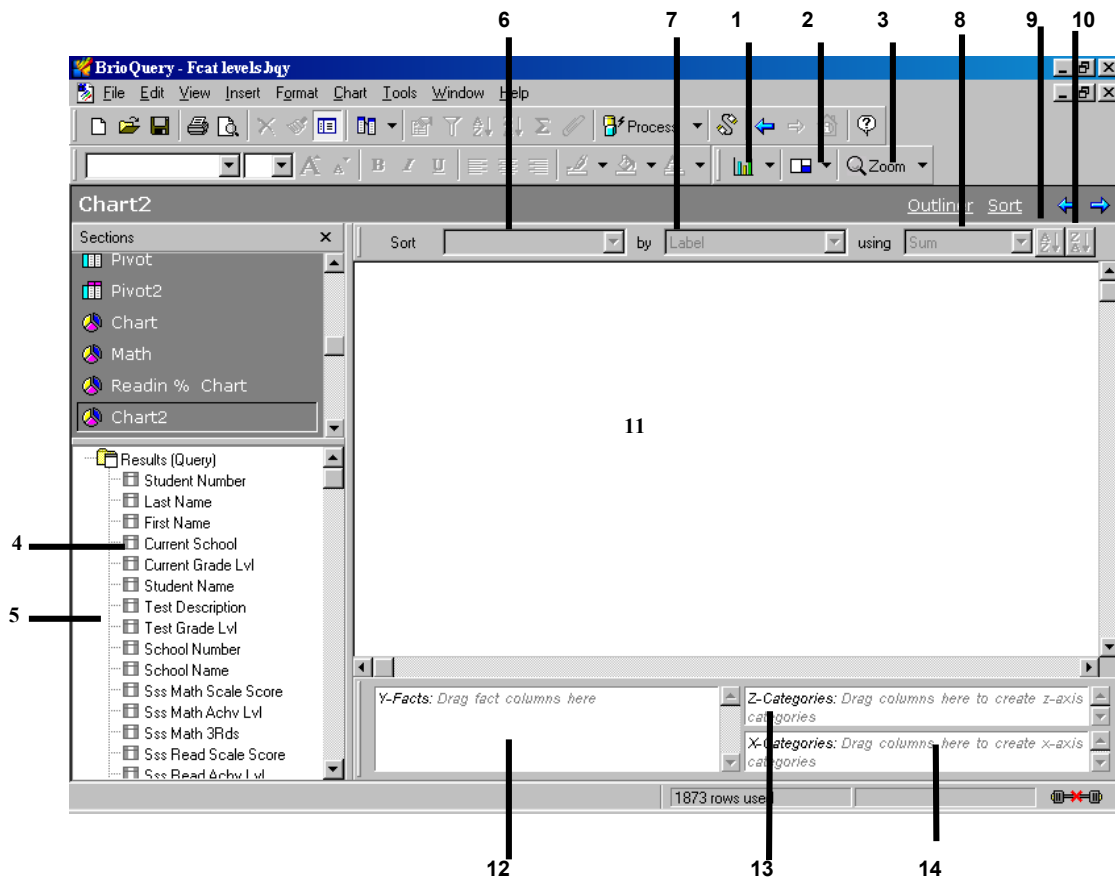 6 7 1 2 3 8 9 10
BrioQuery - Fcat levels.bqy
File Edit View Insert Format Chart Tools Window Help
Process
B I U Zoom
Chart2 Outliner Sort
Sections Sort by Label using Sum
Pivot
Pivot2
Chart
Math
Readin % Chart
Chart2
11
Results (Query)
Student Number
Last Name
First Name
4 Current School
Current Grade Lvl
Student Name
Test Description
5 Test Grade Lvl
School Number
School Name
Sss Math Scale Score
Sss Math Achv Lvl
Sss Math 3Rds
Sss Read Scale Score
Sss Read Achv Lvl
Y-Facts: Drag fact columns here
Z-Categories: Drag columns here to create z-axis
categories
X-Categories: Drag columns here to create x-axis
categories
1873 rows used
12 13 14